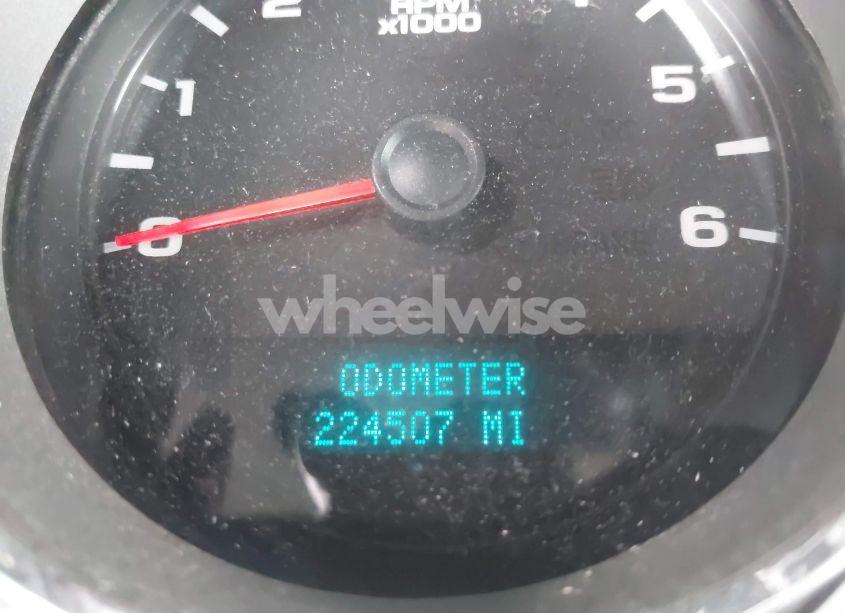 2
RPM
x1000
1
5
0
6
wheelwise
ODOMETER
224507 MI